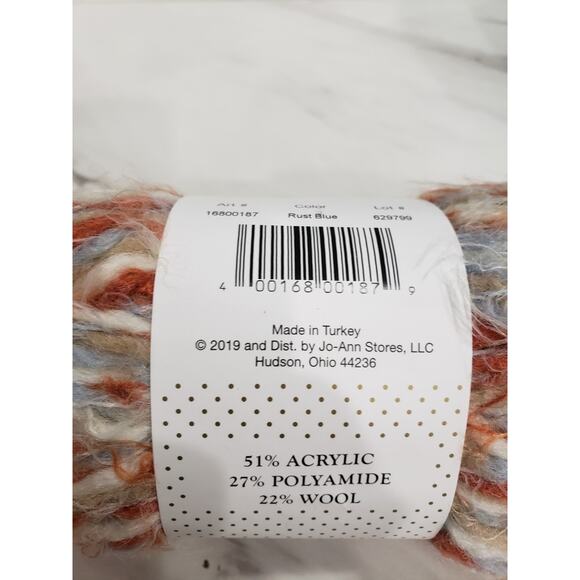 Art # Color Lot #
16800187 Rust Blue 629799
4 00168 00187 9
Made in Turkey
© 2019 and Dist. by Jo-Ann Stores, LLC
Hudson, Ohio 44236
51% ACRYLIC
27% POLYAMIDE
22% WOOL